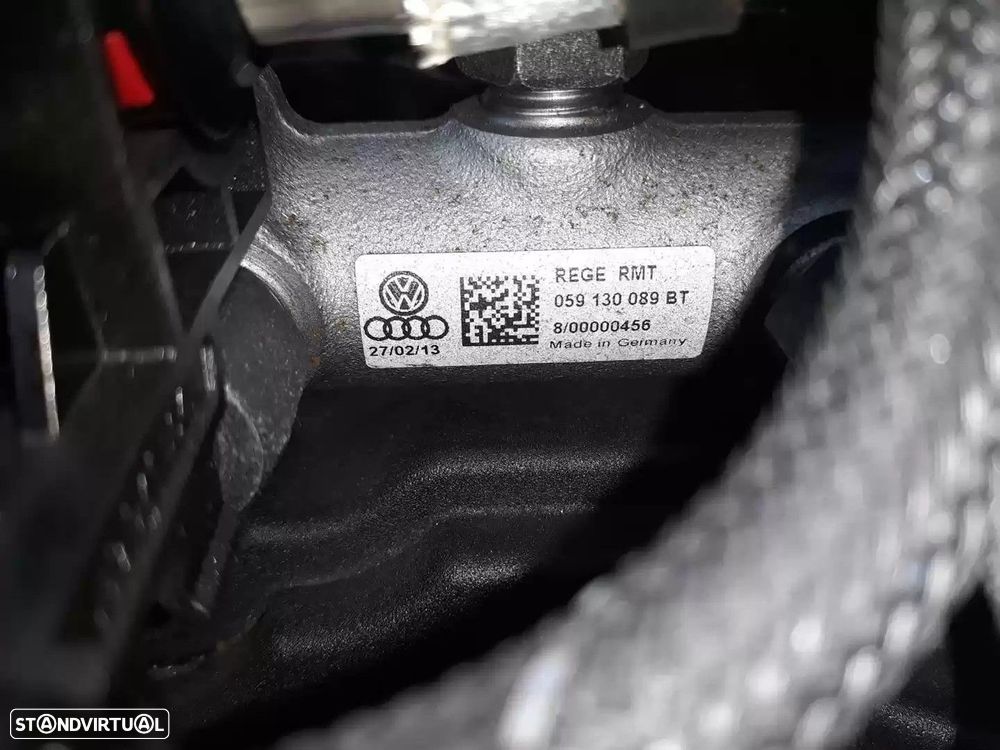 REGE RMT
059 130 089 BT
8/00000456
Made in Germany
27/02/13
STANDVIRTUAL